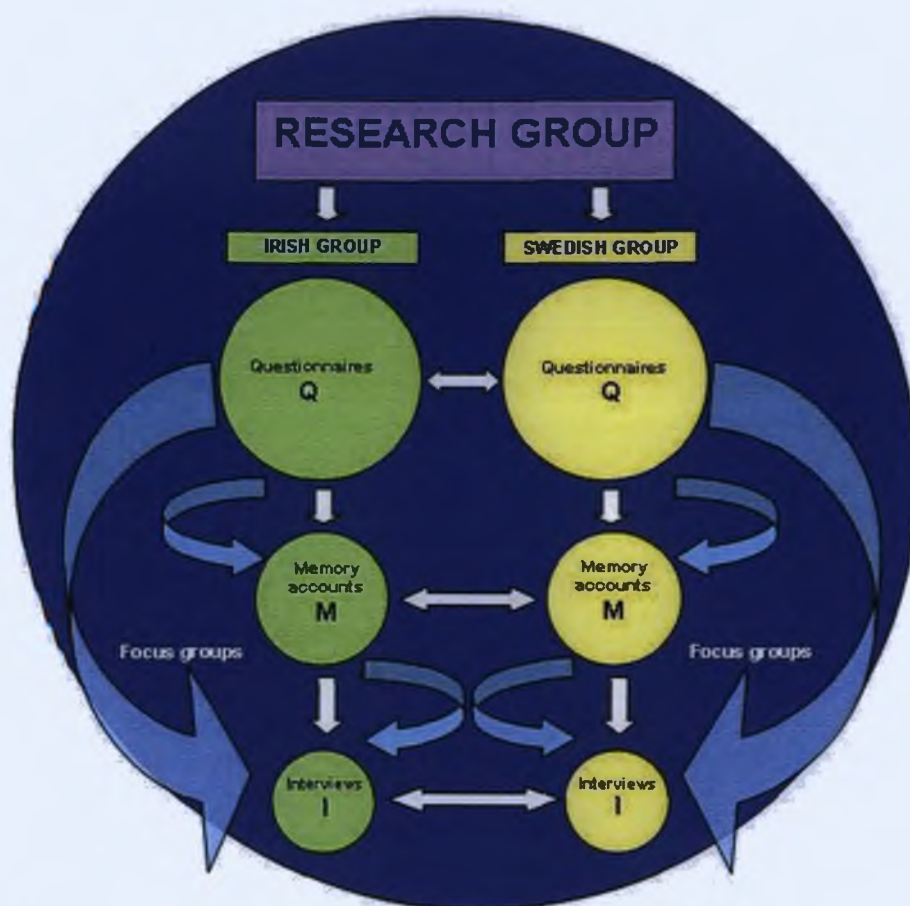 RESEARCH GROUP
IRISH GROUP
SWEDISH GROUP
Questionnaires
Q
Questionnaires
Q
Memory
accounts
M
Memory
accounts
M
Focus groups
Focus groups
Interviews
I
Interviews
I